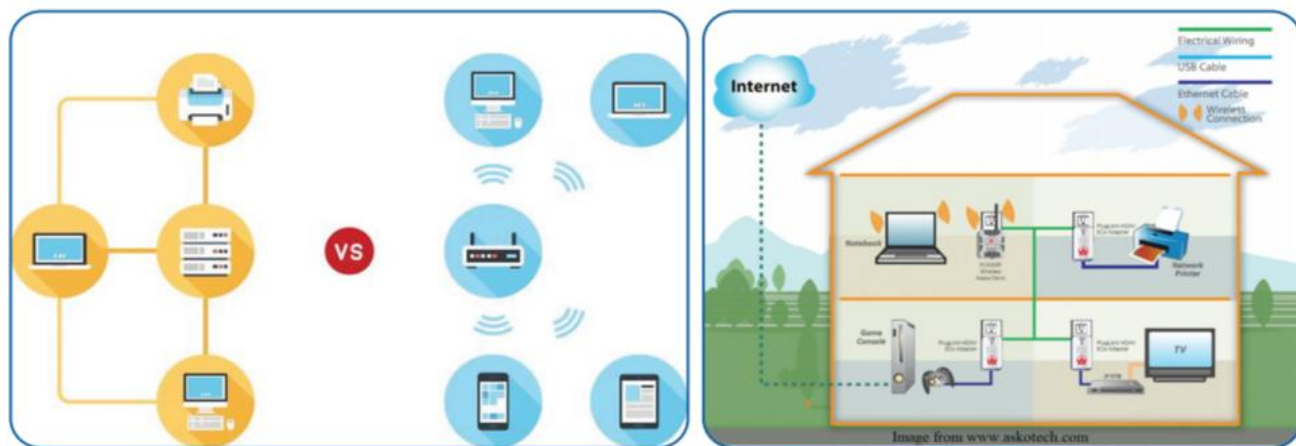 VS
Internet
Electrical Wiring
USB Cable
Ethernet Cable
Wireless
Connection
Notebook
Wireless
Network
Printer
Game
Console
TV
Image from www.askotech.com